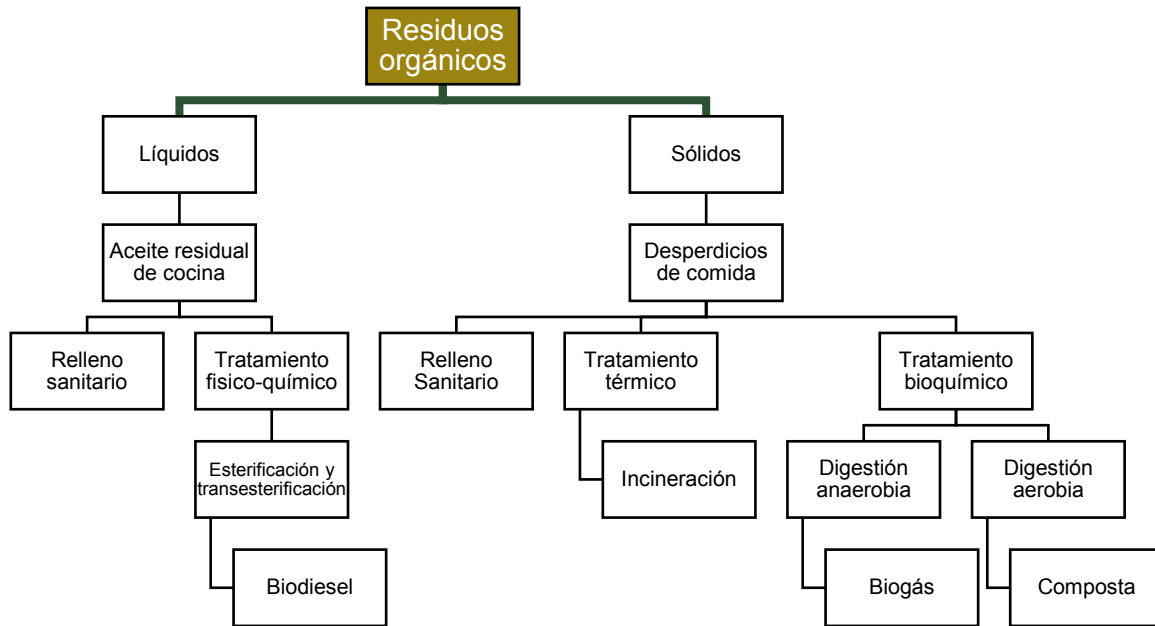 Residuos
orgánicos
Líquidos
Sólidos
Aceite residual
de cocina
Desperdicios
de comida
Relleno
sanitario
Tratamiento
fisico-químico
Relleno
Sanitario
Tratamiento
térmico
Tratamiento
bioquímico
Esterificación y
transesterificación
Incineración
Digestión
anaerobia
Digestión
aerobia
Biodiesel
Biogás
Composta